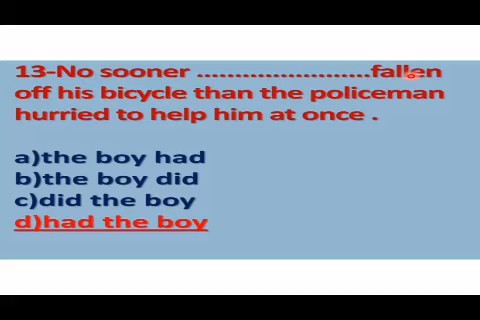 13-No sooner .......................fallen
off his bicycle than the policeman
hurried to help him at once .
a)the boy had
b)the boy did
c)did the boy
d)had the boy